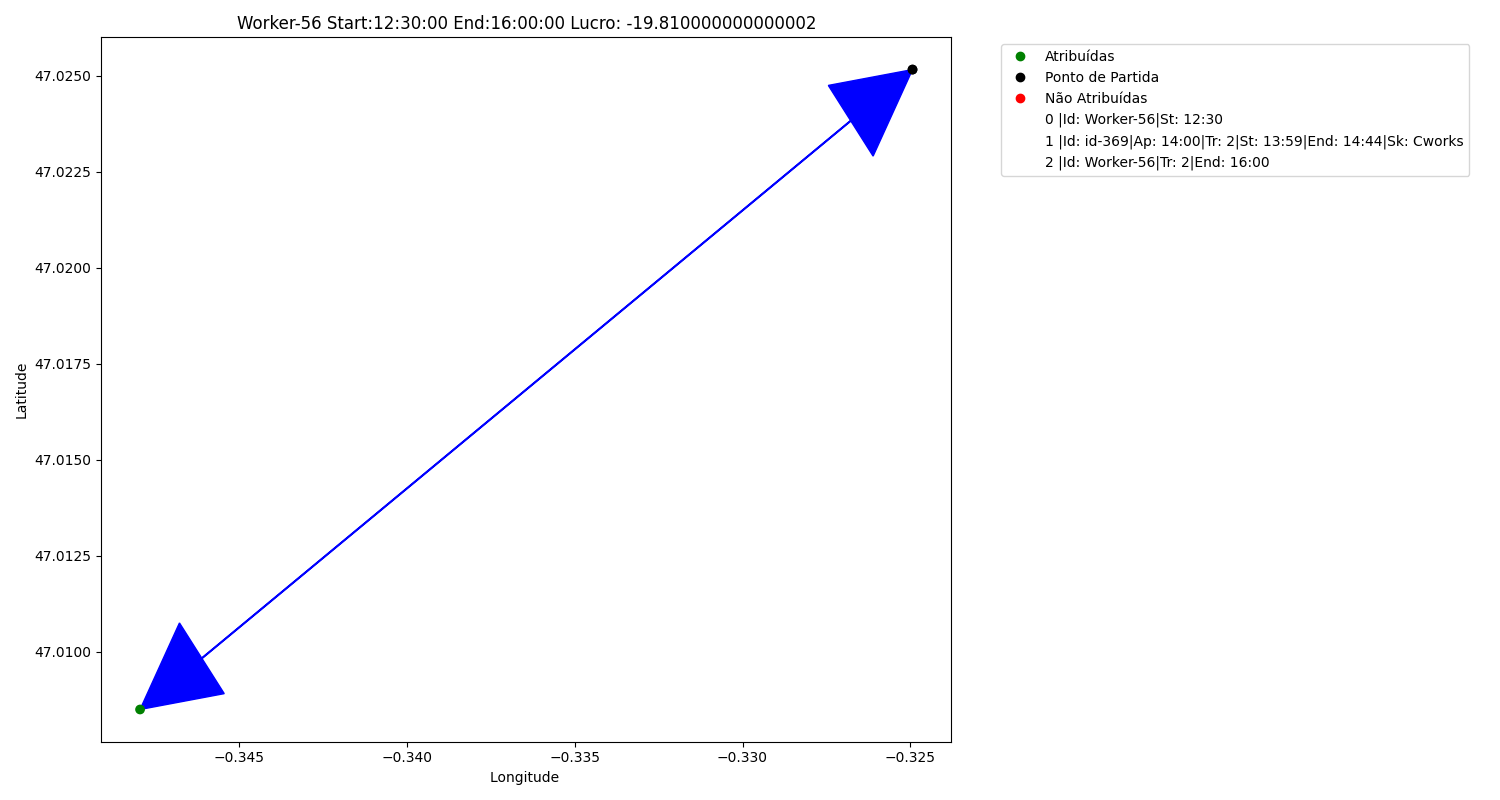 Worker-56 Start:12:30:00 End:16:00:00 Lucro: -19.810000000000002
47.0250
47.0225
47.0200
47.0175
47.0150
47.0125
47.0100
Latitude
−0.345
−0.340
−0.335
−0.330
−0.325
Longitude
Atribuídas
Ponto de Partida
Não Atribuídas
0 |Id: Worker-56|St: 12:30
1 |Id: id-369|Ap: 14:00|Tr: 2|St: 13:59|End: 14:44|Sk: Cworks
2 |Id: Worker-56|Tr: 2|End: 16:00